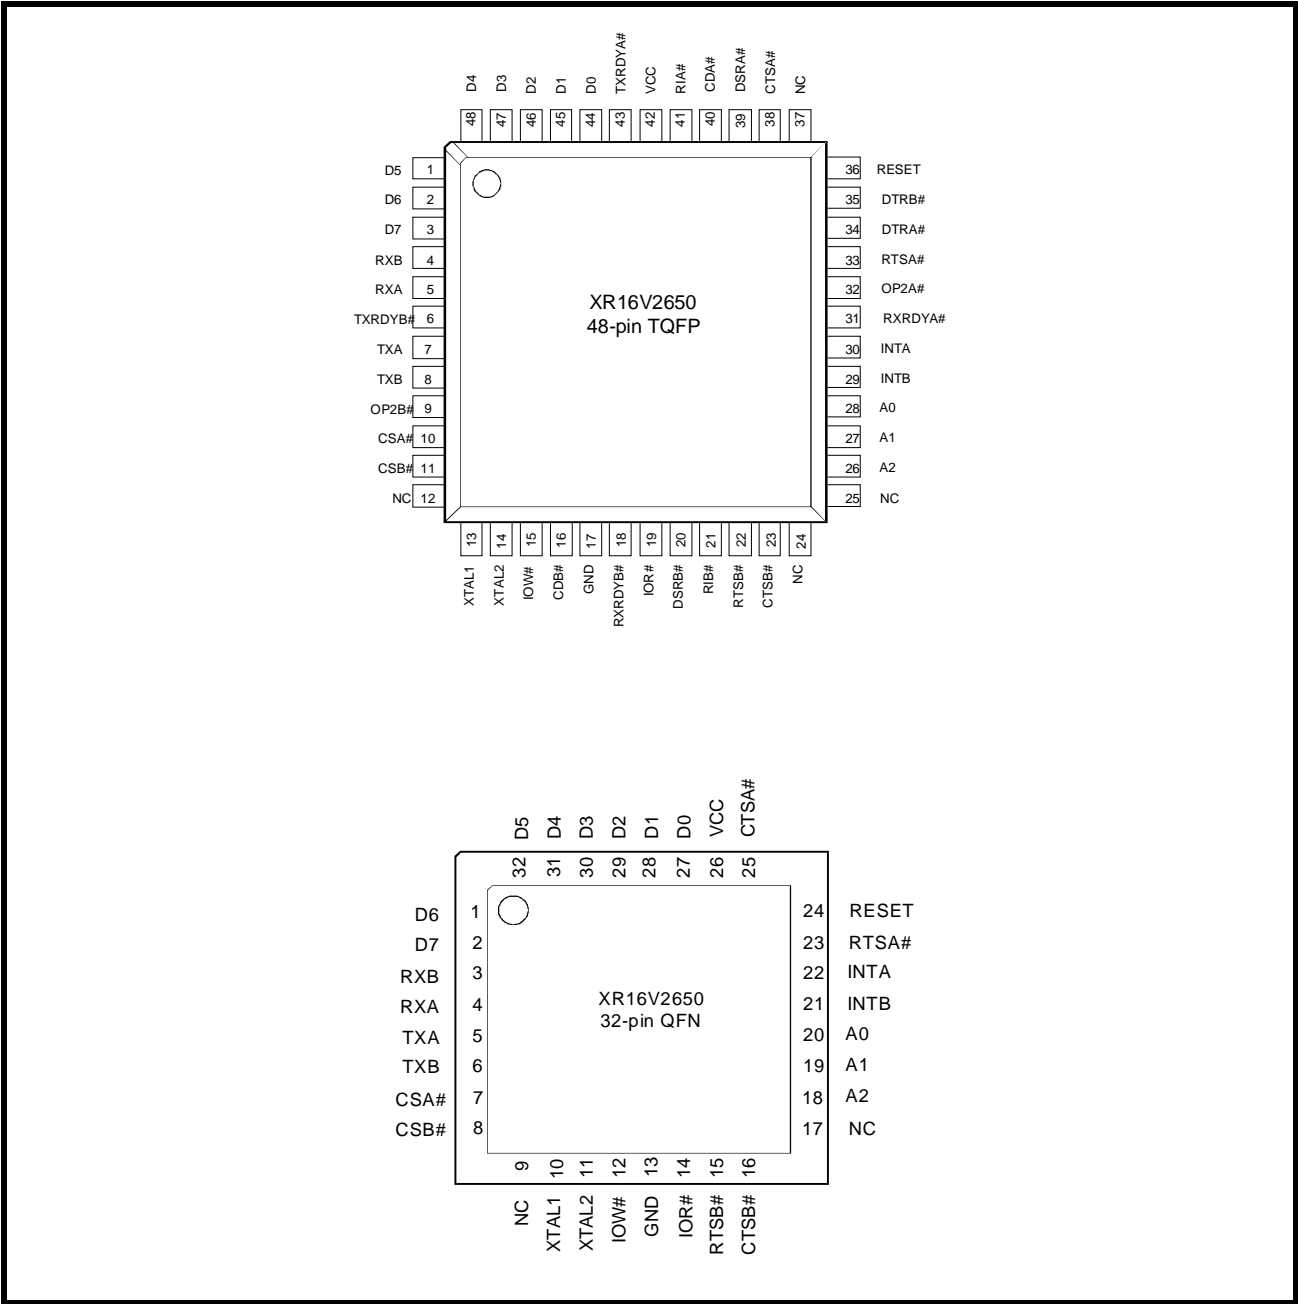 D4 D3 D2 D1 D0 TXRDYA# VCC RIA# CDA# DSRA# CTSA# NC
48 47 46 45 44 43 42 41 40 39 38 37
D5 1 36 RESET
D6 2 35 DTRB#
D7 3 34 DTRA#
RXB 4 33 RTSA#
RXA 5 32 OP2A#
TXRDYB# 6 31 RXRDYA#
TXA 7 30 INTA
TXB 8 29 INTB
OP2B# 9 28 A0
CSA# 10 27 A1
CSB# 11 26 A2
NC 12 25 NC
XR16V2650
48-pin TQFP
13 14 15 16 17 18 19 20 21 22 23 24
XTAL1 XTAL2 IOW# CDB# GND RXRDYB# IOR# DSRB# RIB# RTSB# CTSB# NC
D5 D4 D3 D2 D1 D0 VCC CTSA#
32 31 30 29 28 27 26 25
D6 1 24 RESET
D7 2 23 RTSA#
RXB 3 22 INTA
RXA 4 21 INTB
TXA 5 20 A0
TXB 6 19 A1
CSA# 7 18 A2
CSB# 8 17 NC
XR16V2650
32-pin QFN
9 10 11 12 13 14 15 16
NC XTAL1 XTAL2 IOW# GND IOR# RTSB# CTSB#